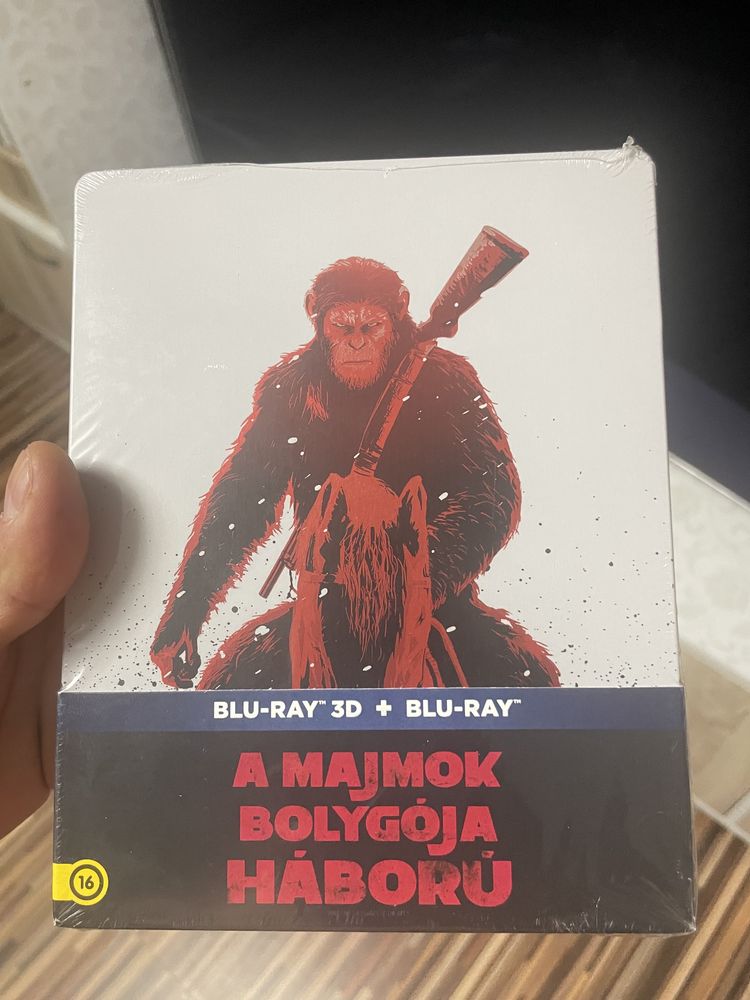 BLU-RAY™ 3D + BLU-RAY™
A MAJMOK
BOLYGÓJA
HÁBORÚ
16